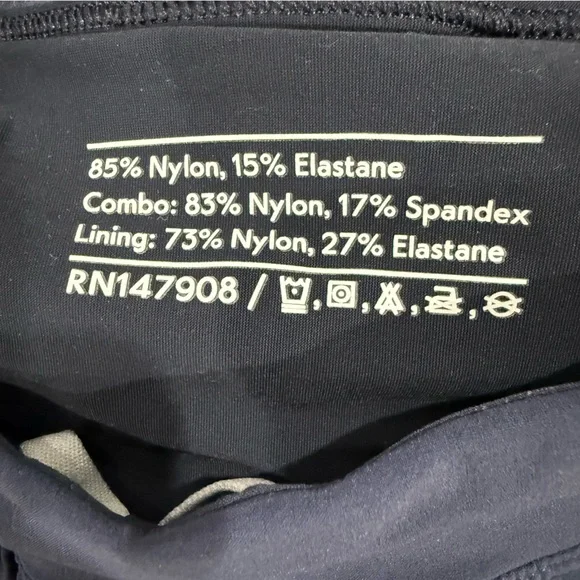 85% Nylon, 15% Elastane
Combo: 83% Nylon, 17% Spandex
Lining: 73% Nylon, 27% Elastane
RN147908 /